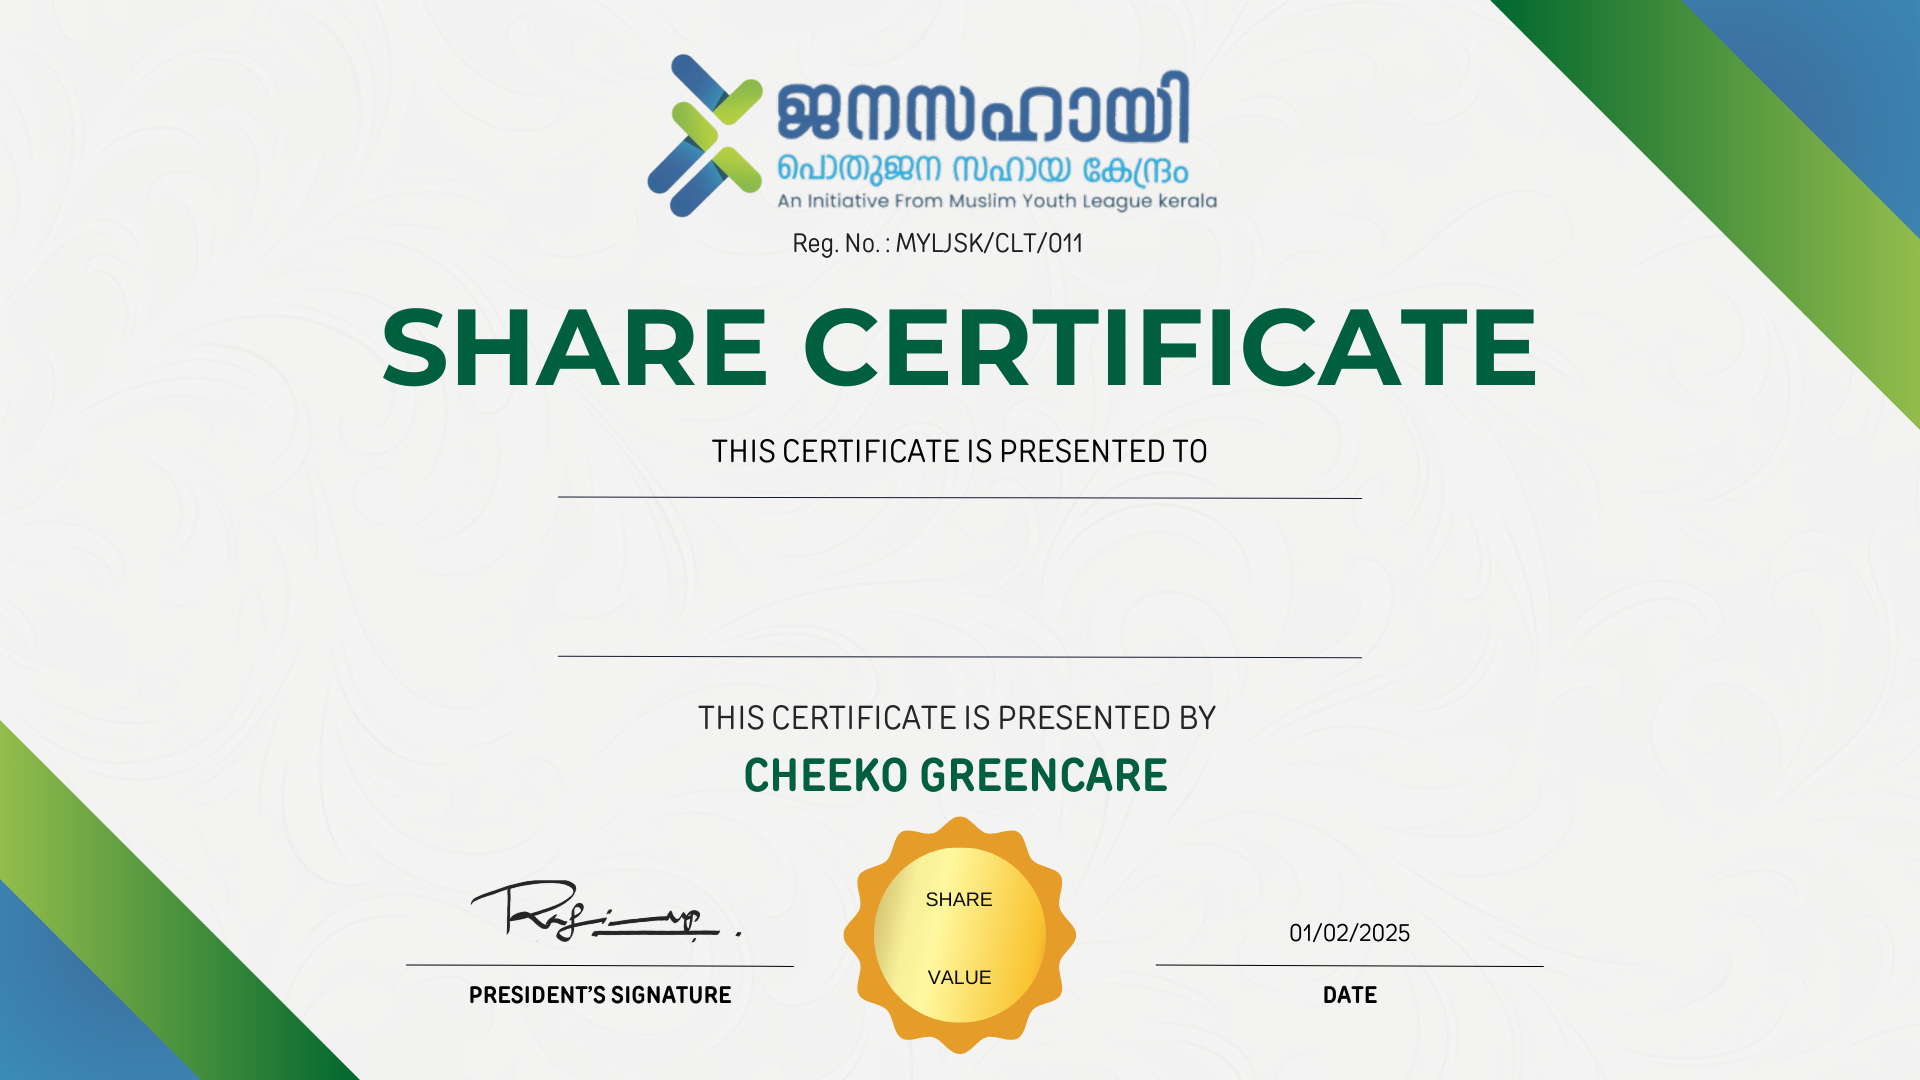 ജനസഹായി
പൊതുജന സഹായ കേന്ദ്രം
An Initiative From Muslim Youth League kerala
Reg. No. : MYLJSK/CLT/011
SHARE CERTIFICATE
THIS CERTIFICATE IS PRESENTED TO
THIS CERTIFICATE IS PRESENTED BY
CHEEKO GREENCARE
SHARE
VALUE
PRESIDENT'S SIGNATURE
01/02/2025
DATE